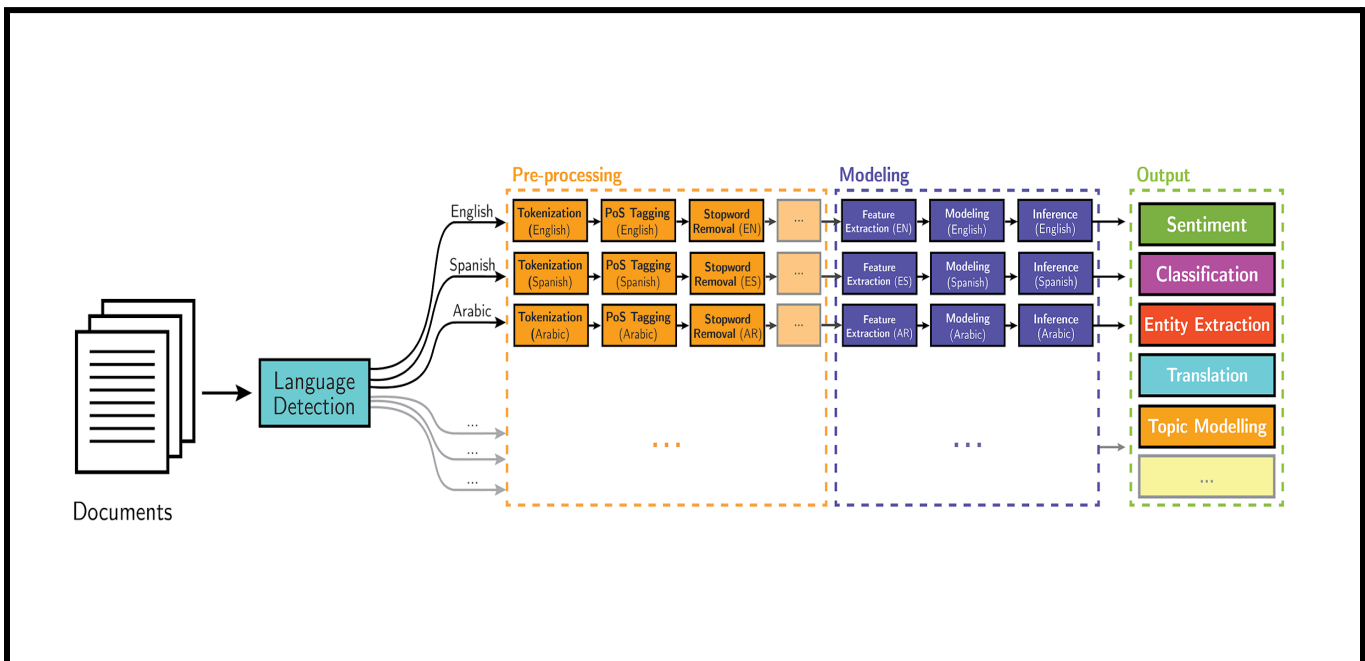 Pre-processing
Modeling
Output
English
Tokenization
(English)
PoS Tagging
(English)
Stopword
Removal (EN)
...
Feature
Extraction (EN)
Modeling
(English)
Inference
(English)
Sentiment
Spanish
Tokenization
(Spanish)
PoS Tagging
(Spanish)
Stopword
Removal (ES)
...
Feature
Extraction (ES)
Modeling
(Spanish)
Inference
(Spanish)
Classification
Arabic
Tokenization
(Arabic)
PoS Tagging
(Arabic)
Stopword
Removal (AR)
...
Feature
Extraction (AR)
Modeling
(Arabic)
Inference
(Arabic)
Entity Extraction
Language
Detection
Translation
...
...
...
...
...
Topic Modelling
...
Documents